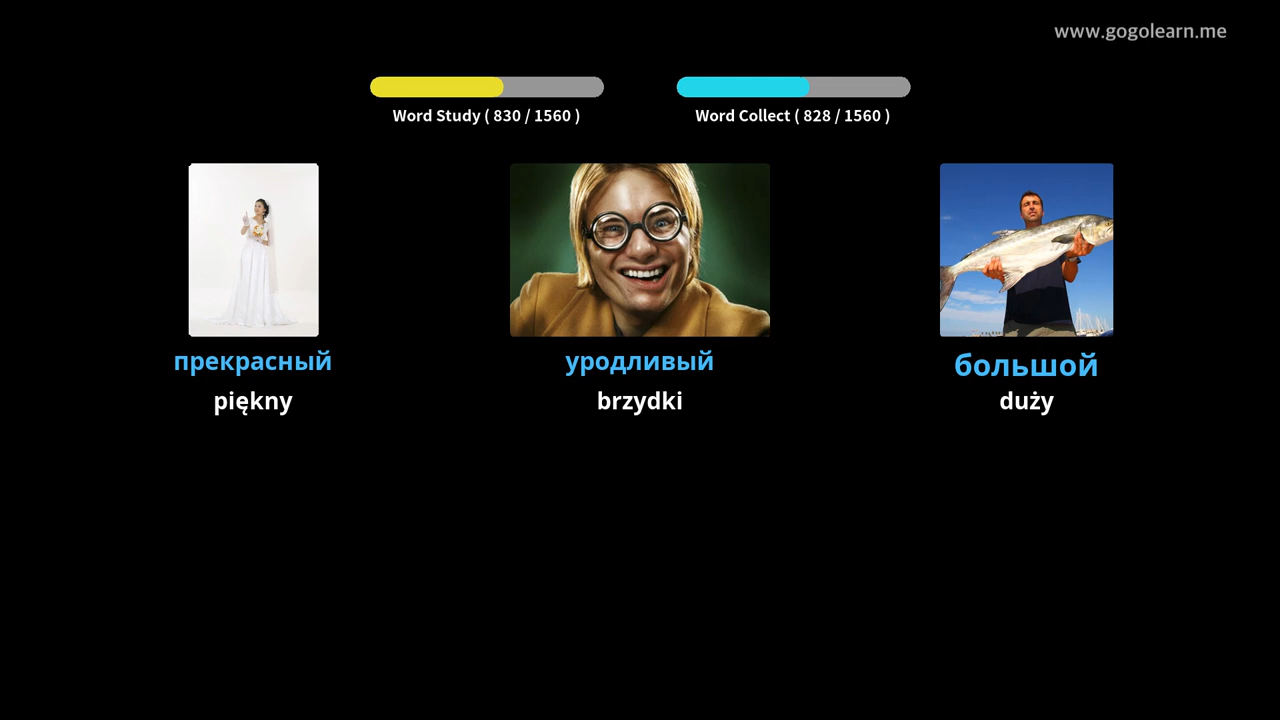 www.gogolearn.me
Word Study ( 830 / 1560 )
Word Collect ( 828 / 1560 )
прекрасный
piękny
уродливый
brzydki
большой
duży